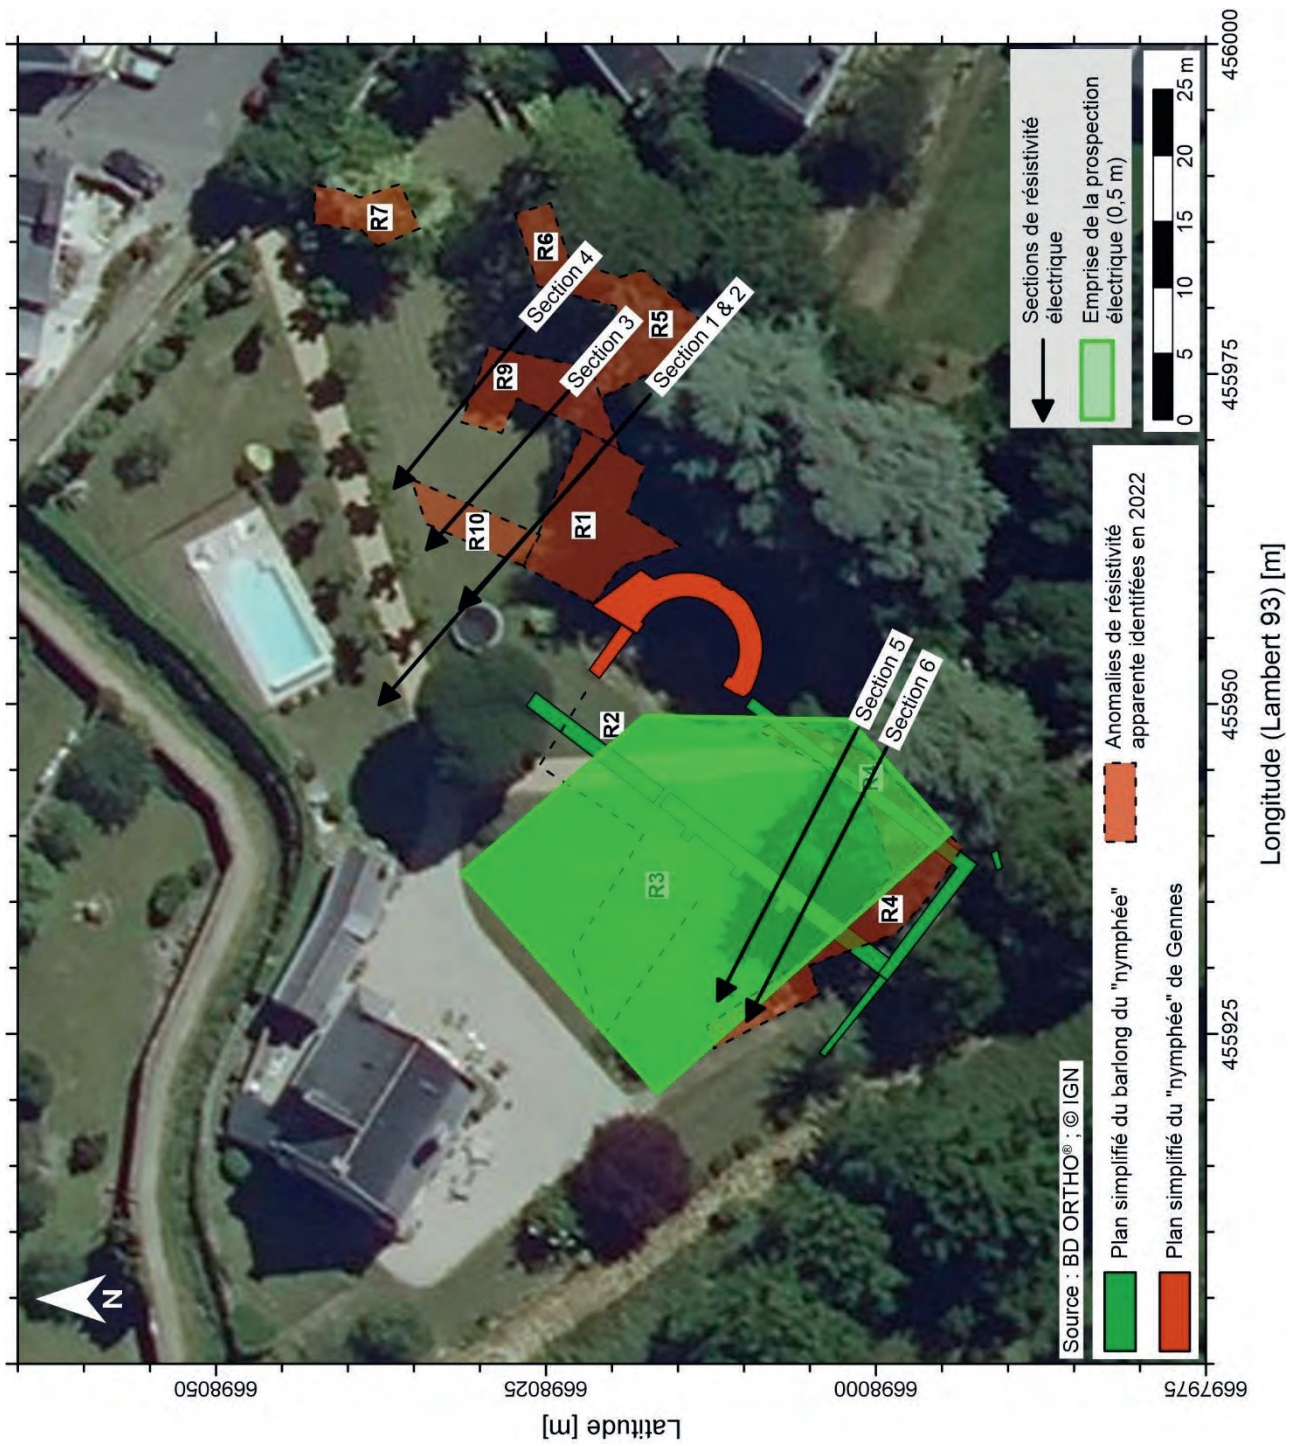 N
R7
R6
Section 4
R9
Section 3
R5
Section 1 & 2
R10
R1
R2
R3
R4
R4
Section 5
Section 6
Source : BD ORTHO® ; © IGN
Plan simplifié du barlong du "nymphée"
Plan simplifié du "nymphée" de Gennes
Anomalies de résistivité
apparente identifiées en 2022
Sections de résistivité
électrique
Emprise de la prospection
électrique (0,5 m)
0 5 10 15 20 25 m
455925 455950 455975 456000
Longitude (Lambert 93) [m]
6698050
6698025
6698000
6697975
Latitude [m]